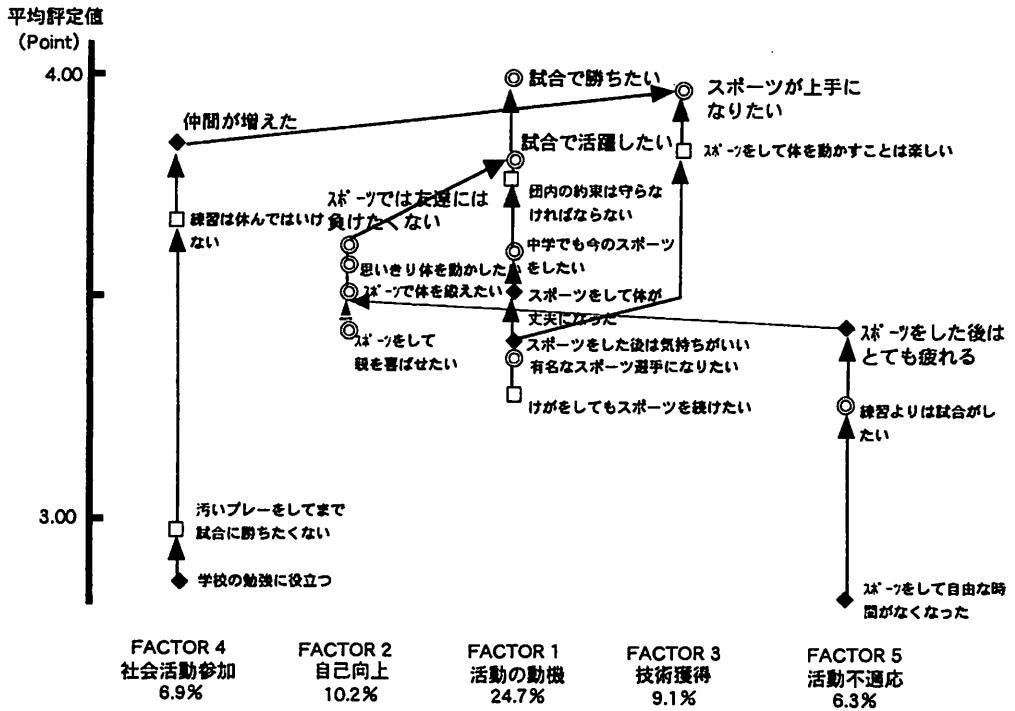 平均評定値
(Point)
4.00
3.00
仲間が増えた
練習は休んではいけ
ない
汚いプレーをしてまで
試合に勝ちたくない
学校の勉強に役立つ
スポーツでは友達には
負けたくない
思いきり体を動かしたい
スポーツで体を鍛えたい
スポーツをして
親を喜ばせたい
試合で勝ちたい
試合で活躍したい
団内の約束は守らな
ければならない
中学でも今のスポーツ
をしたい
スポーツをして体が
丈夫になった
スポーツをした後は気持ちがいい
有名なスポーツ選手になりたい
けがをしてもスポーツを続けたい
スポーツが上手に
なりたい
スポーツをして体を動かすことは楽しい
スポーツをした後は
とても疲れる
練習よりは試合がし
たい
スポーツをして自由な時
間がなくなった
FACTOR 4
社会活動参加
6.9%
FACTOR 2
自己向上
10.2%
FACTOR 1
活動の動機
24.7%
FACTOR 3
技術獲得
9.1%
FACTOR 5
活動不適応
6.3%